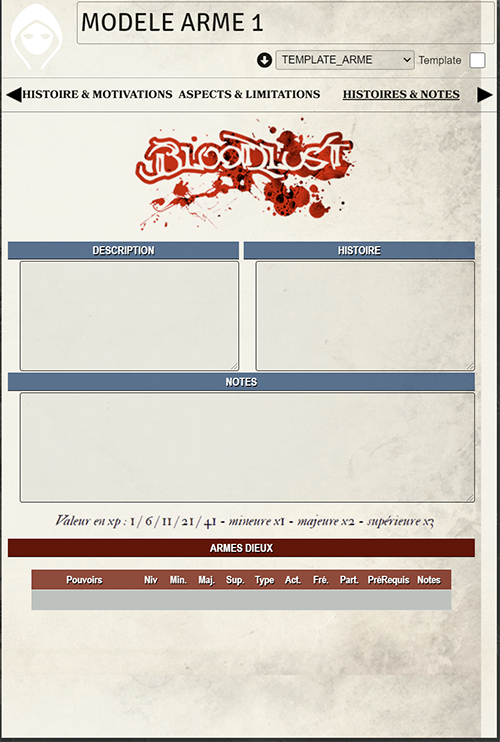 MODELE ARME 1
TEMPLATE_ARME Template
HISTOIRE & MOTIVATIONS ASPECTS & LIMITATIONS HISTOIRES & NOTES
BLOODLUST
DESCRIPTION HISTOIRE
NOTES
Valeur en xp : 1 / 6 / 11 / 21 / 41 - mineure x1 - majeure x2 - supérieure x3
ARMES DIEUX
Pouvoirs Niv Min. Maj. Sup. Type Act. Fré. Part. PréRequis Notes